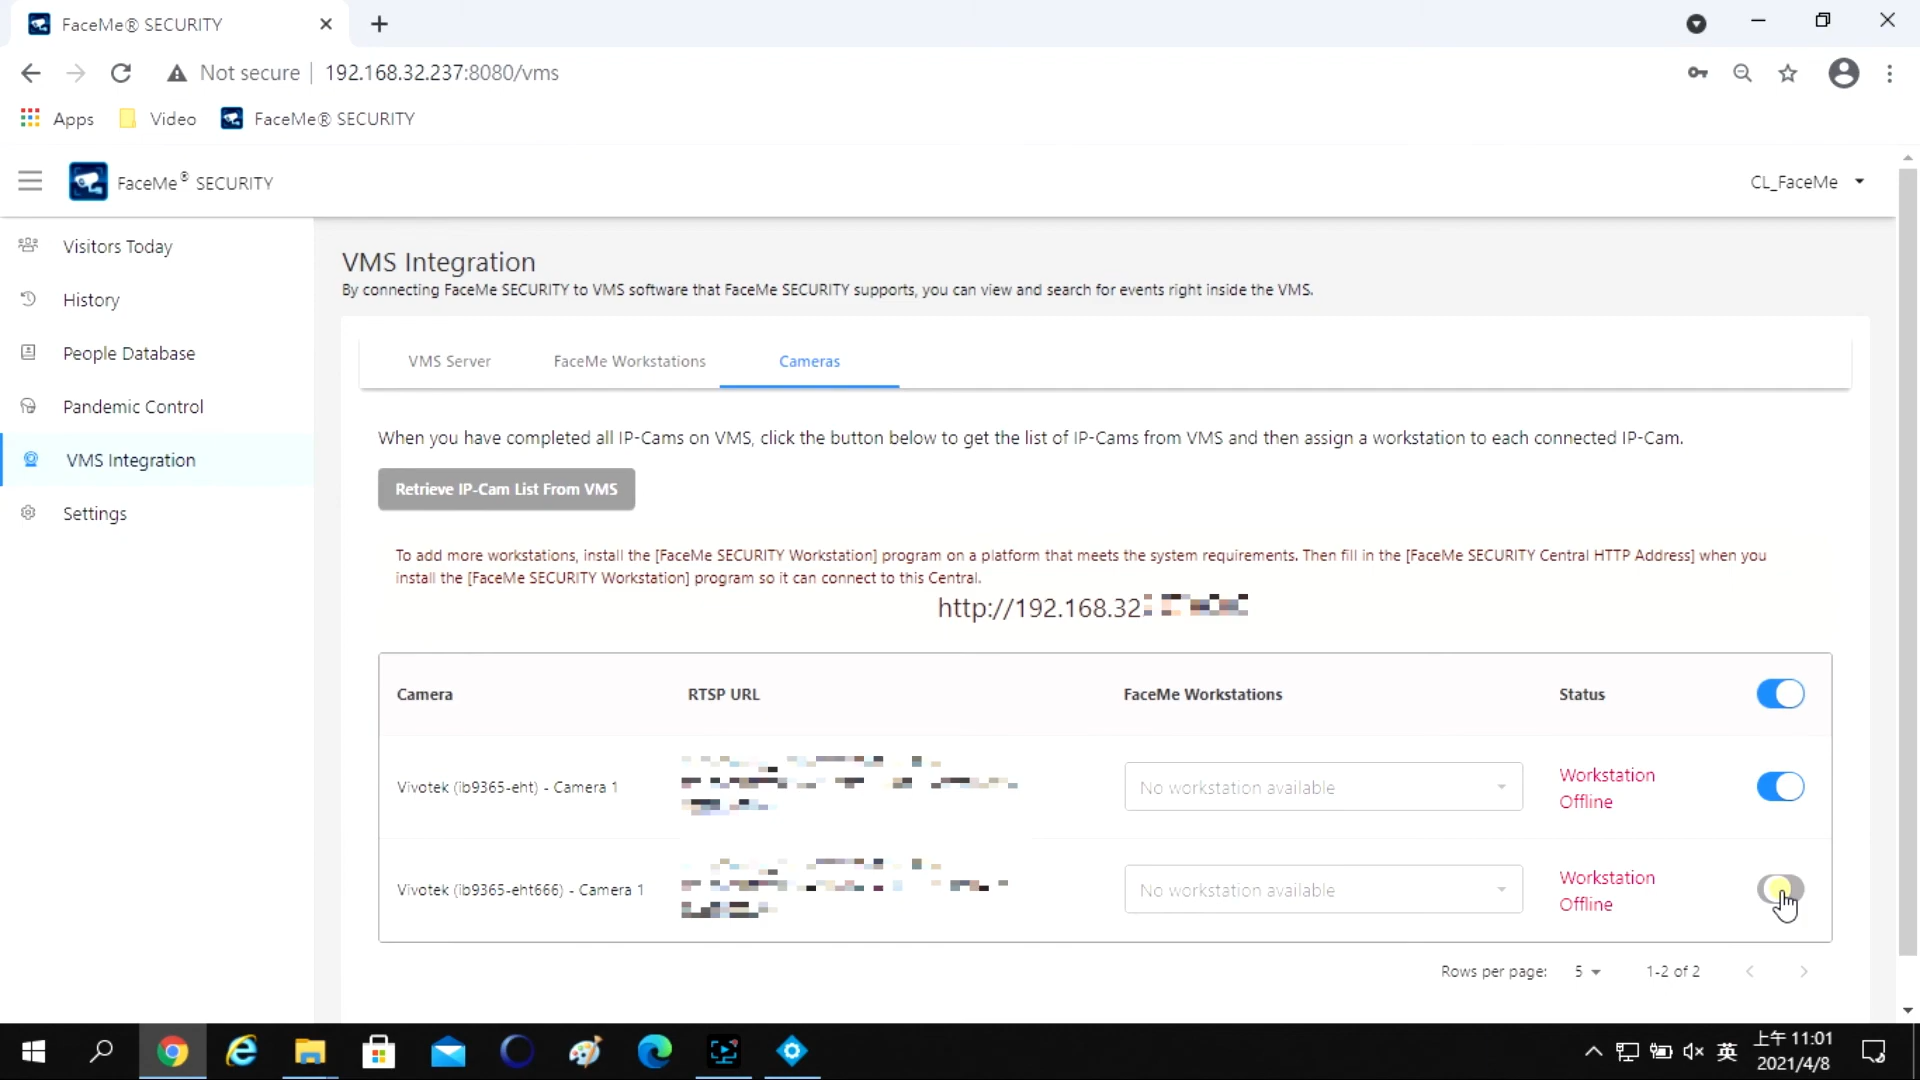 FaceMe® SECURITY
Not secure | 192.168.32.237:8080/vms
Apps Video FaceMe® SECURITY
FaceMe® SECURITY
CL_FaceMe
Visitors Today
History
People Database
Pandemic Control
VMS Integration
Settings
VMS Integration
By connecting FaceMe SECURITY to VMS software that FaceMe SECURITY supports, you can view and search for events right inside the VMS.
VMS Server FaceMe Workstations Cameras
When you have completed all IP-Cams on VMS, click the button below to get the list of IP-Cams from VMS and then assign a workstation to each connected IP-Cam.
Retrieve IP-Cam List From VMS
To add more workstations, install the [FaceMe SECURITY Workstation] program on a platform that meets the system requirements. Then fill in the [FaceMe SECURITY Central HTTP Address] when you
install the [FaceMe SECURITY Workstation] program so it can connect to this Central.
http://192.168.32
Camera RTSP URL FaceMe Workstations Status
Vivotek (ib9365-eht) - Camera 1 No workstation available Workstation
Offline
Vivotek (ib9365-eht666) - Camera 1 No workstation available Workstation
Offline
Rows per page: 5 1-2 of 2
英 上午 11:01
2021/4/8